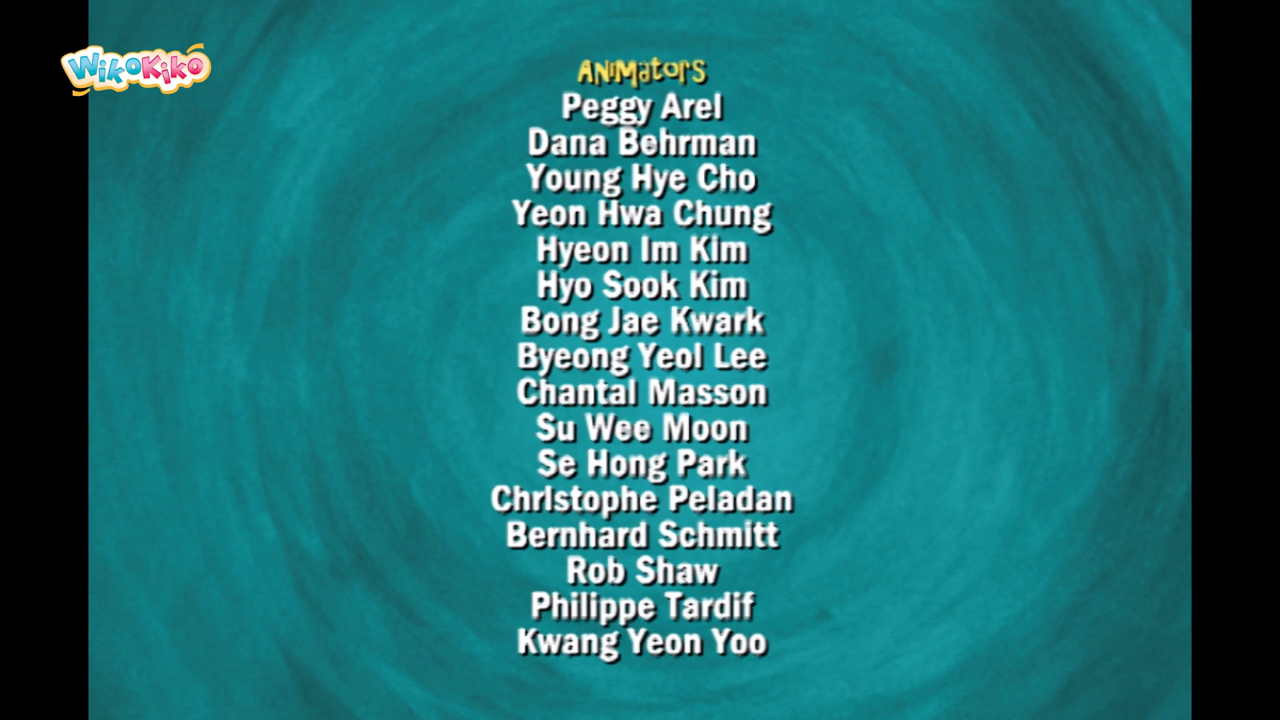 WikoKiko
ANiMatorS
Peggy Arel
Dana Behrman
Young Hye Cho
Yeon Hwa Chung
Hyeon Im Kim
Hyo Sook Kim
Bong Jae Kwark
Byeong Yeol Lee
Chantal Masson
Su Wee Moon
Se Hong Park
Christophe Peladan
Bernhard Schmitt
Rob Shaw
Philippe Tardif
Kwang Yeon Yoo